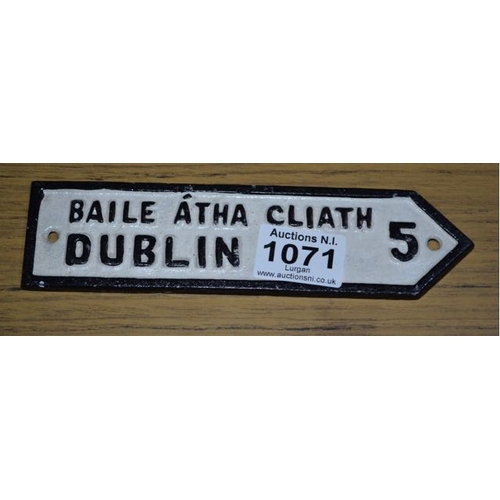 BAILE ÁTHA CLIATH
DUBLIN
5
Auctions N.I.
1071
Lurgan
www.auctionsni.co.uk